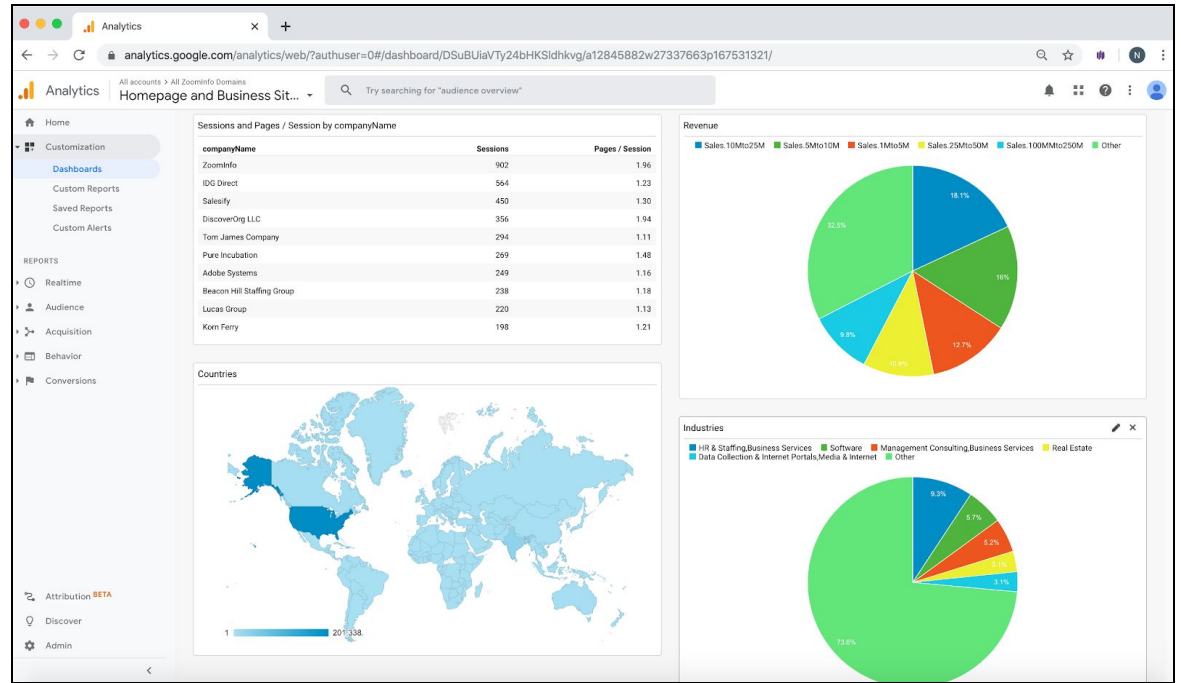 Analytics
analytics.google.com/analytics/web/?authuser=0#/dashboard/DSuBUiaVTy24bHKSldhkvg/a12845882w27337663p167531321/
N
Analytics
All accounts > All ZoomInfo Domains
Homepage and Business Sit...
Try searching for "audience overview"
Home
Customization
Dashboards
Custom Reports
Saved Reports
Custom Alerts
REPORTS
Realtime
Audience
Acquisition
Behavior
Conversions
Attribution BETA
Discover
Admin
Sessions and Pages / Session by companyName
companyName Sessions Pages / Session
ZoomInfo 902 1.96
IDG Direct 564 1.23
Salesify 450 1.30
DiscoverOrg LLC 356 1.94
Tom James Company 294 1.11
Pure Incubation 269 1.48
Adobe Systems 249 1.16
Beacon Hill Staffing Group 238 1.18
Lucas Group 220 1.13
Korn Ferry 198 1.21
Countries
1 201,338
Revenue
Sales.10Mto25M Sales.5Mto10M Sales.1Mto5M Sales.25Mto50M Sales.100MMto250M Other
18.1%
32.5%
16%
9.8%
12.7%
10.9%
Industries
HR & Staffing,Business Services Software Management Consulting,Business Services Real Estate
Data Collection & Internet Portals,Media & Internet Other
9.3%
5.7%
5.2%
3.1%
3.1%
73.6%